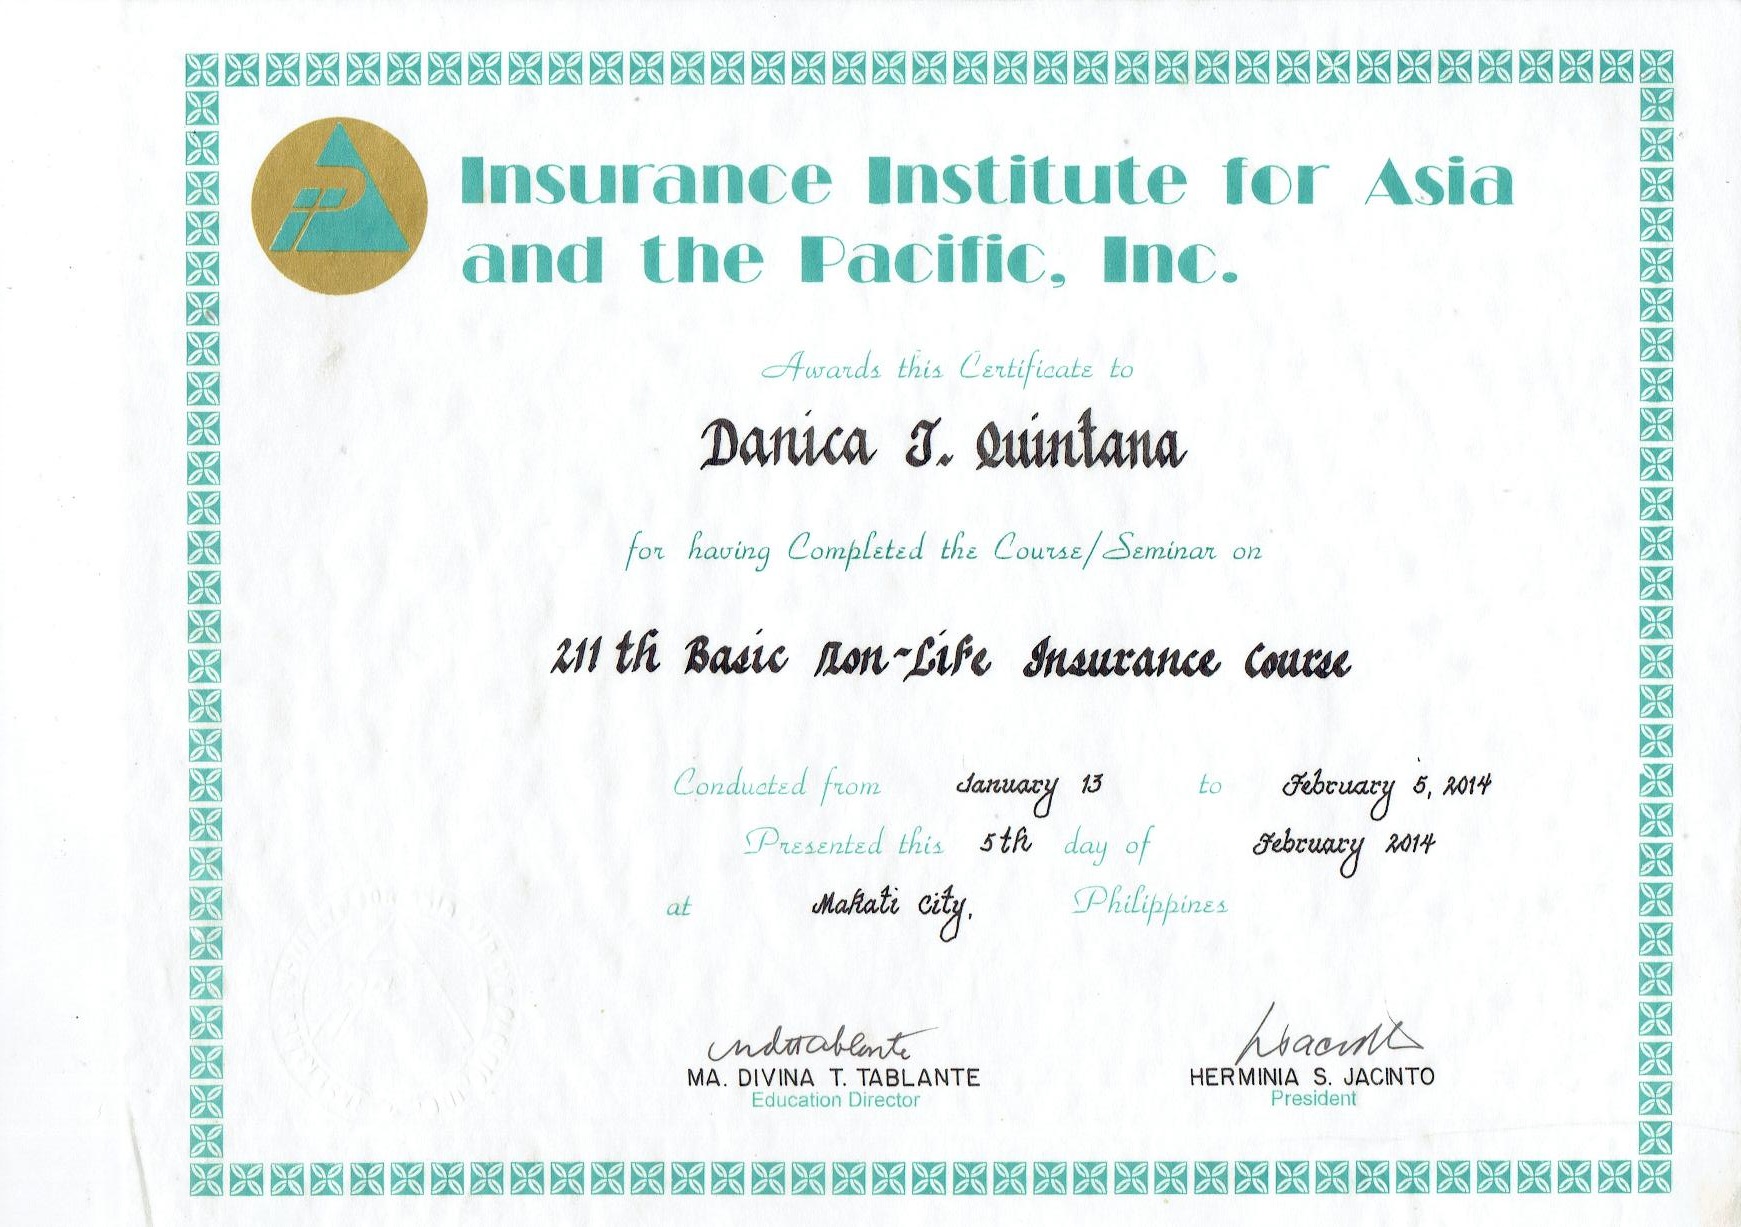 Insurance Institute for Asia
and the Pacific, Inc.
Awards this Certificate to
Danica J. Quintana
for having Completed the Course/Seminar on
211th Basic Non-Life Insurance Course
Conducted from January 13 to February 5, 2014
Presented this 5th day of February 2014
at Makati City, Philippines
MA. DIVINA T. TABLANTE HERMINIA S. JACINTO
Education Director President